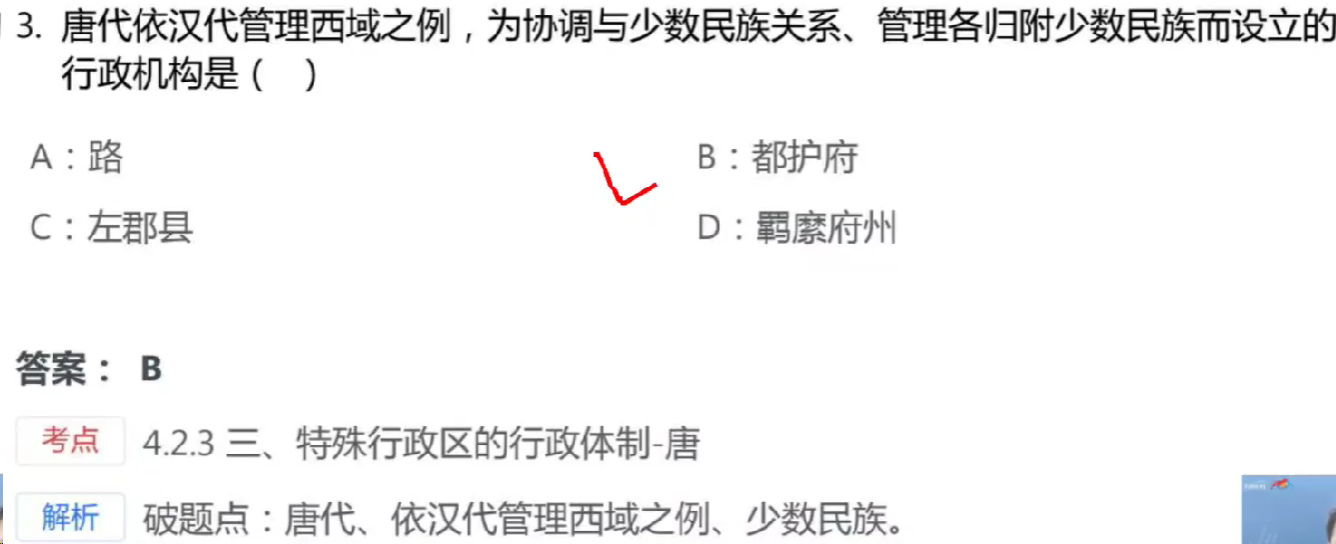 3. 唐代依汉代管理西域之例，为协调与少数民族关系、管理各归附少数民族而设立的
行政机构是（ ）
A：路
B：都护府
C：左郡县
D：羁縻府州
答案： B
考点 4.2.3 三、特殊行政区的行政体制-唐
解析 破题点：唐代、依汉代管理西域之例、少数民族。